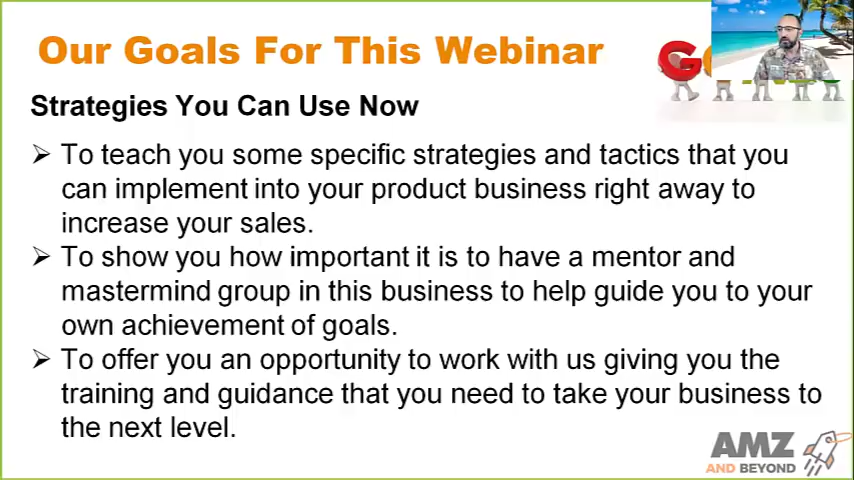 Our Goals For This Webinar
Strategies You Can Use Now
➢ To teach you some specific strategies and tactics that you
can implement into your product business right away to
increase your sales.
➢ To show you how important it is to have a mentor and
mastermind group in this business to help guide you to your
own achievement of goals.
➢ To offer you an opportunity to work with us giving you the
training and guidance that you need to take your business to
the next level.
AMZ
AND BEYOND